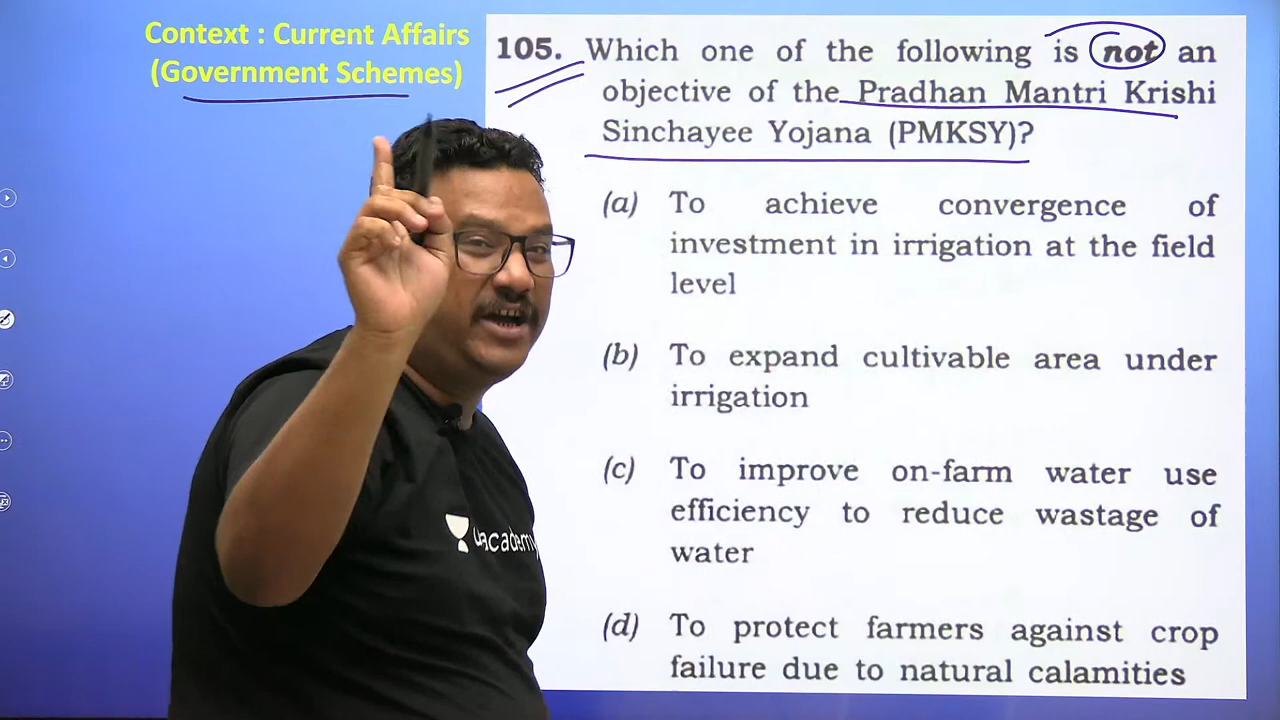 Context : Current Affairs
(Government Schemes)
105. Which one of the following is not an
objective of the Pradhan Mantri Krishi
Sinchayee Yojana (PMKSY)?
(a) To achieve convergence of
investment in irrigation at the field
level
(b) To expand cultivable area under
irrigation
(c) To improve on-farm water use
efficiency to reduce wastage of
water
(d) To protect farmers against crop
failure due to natural calamities
unacademy